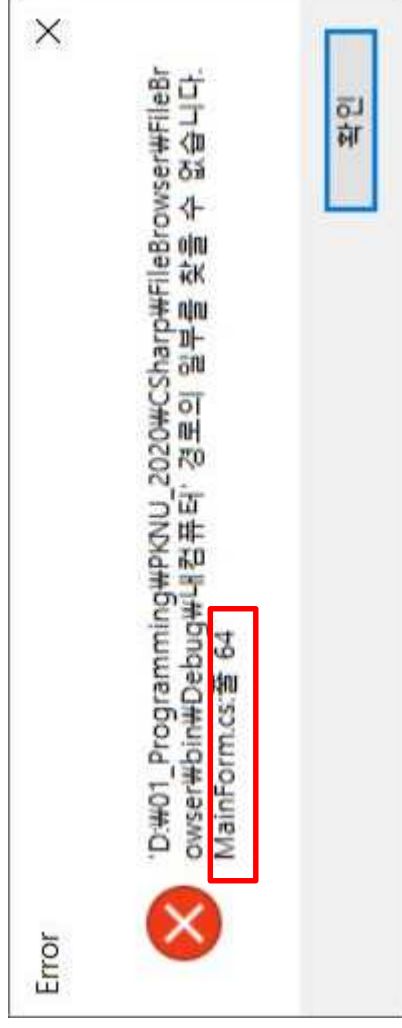 Error
'D:₩01_Programming₩PKNU_2020₩CSharp₩FileBrowser₩FileBr
owser₩bin₩Debug₩내컴퓨터' 경로의 일부를 찾을 수 없습니다.
MainForm.cs:줄 64
확인